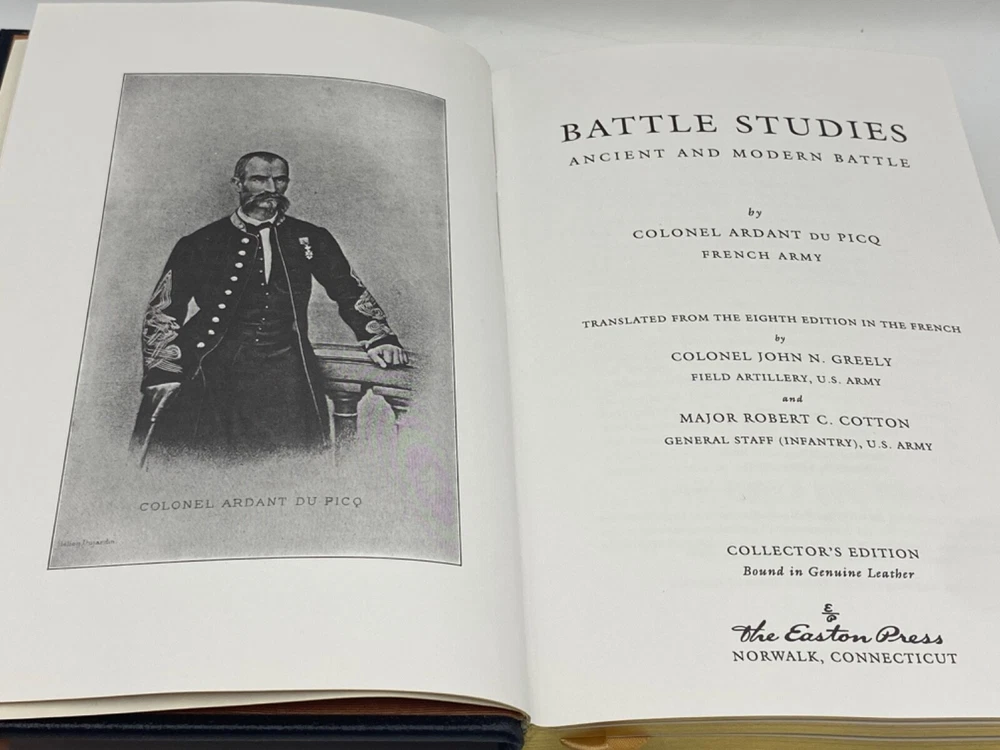 COLONEL ARDANT DU PICQ
BATTLE STUDIES
ANCIENT AND MODERN BATTLE
by
COLONEL ARDANT DU PICQ
FRENCH ARMY
TRANSLATED FROM THE EIGHTH EDITION IN THE FRENCH
by
COLONEL JOHN N. GREELY
FIELD ARTILLERY, U.S. ARMY
and
MAJOR ROBERT C. COTTON
GENERAL STAFF (INFANTRY), U.S. ARMY
COLLECTOR'S EDITION
Bound in Genuine Leather
E/P
The Easton Press
NORWALK, CONNECTICUT